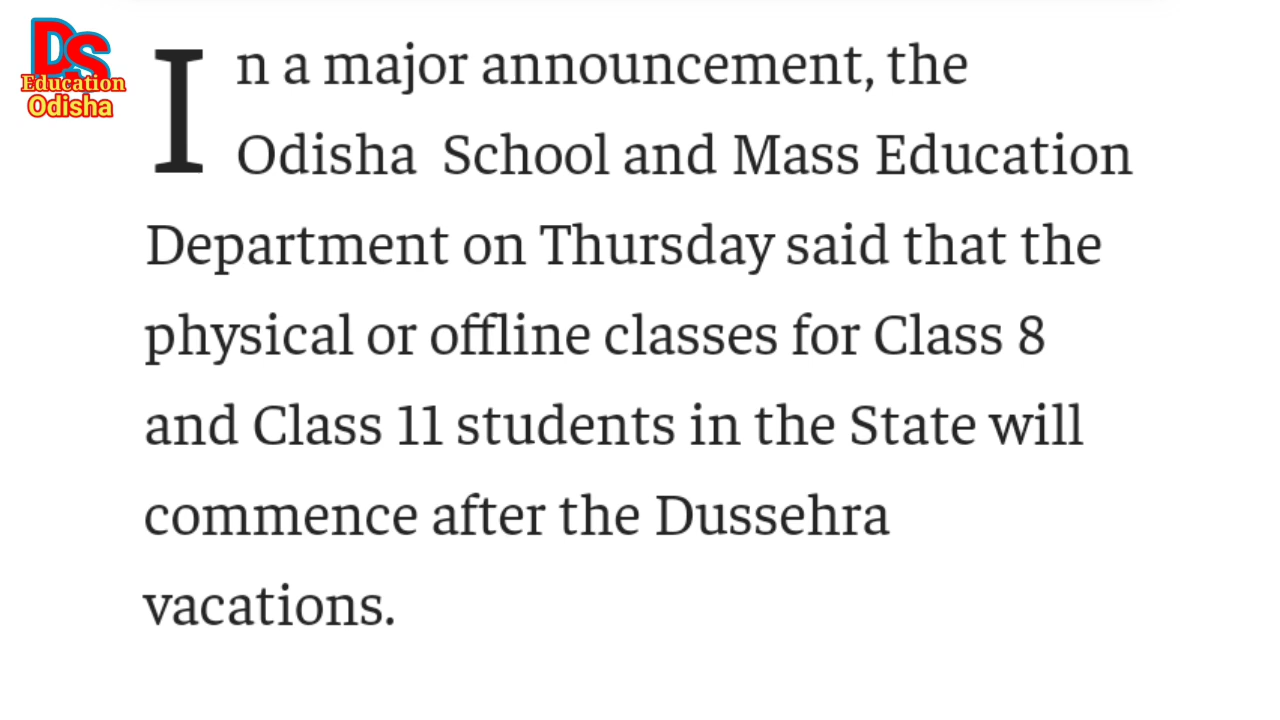 DS
Education
Odisha
In a major announcement, the
Odisha School and Mass Education
Department on Thursday said that the
physical or offline classes for Class 8
and Class 11 students in the State will
commence after the Dussehra
vacations.